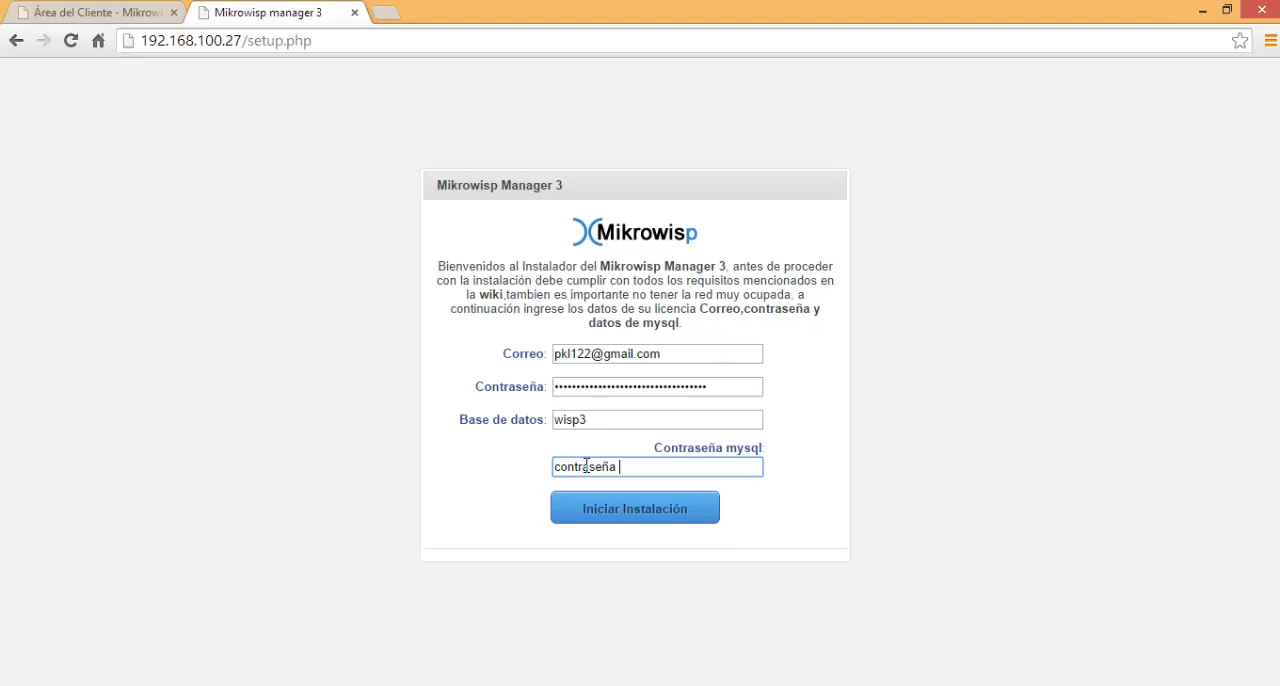 Área del Cliente - Mikrowi
Mikrowisp manager 3
192.168.100.27/setup.php
Mikrowisp Manager 3
Mikrowisp
Bienvenidos al Instalador del Mikrowisp Manager 3, antes de proceder
con la instalación debe cumplir con todos los requisitos mencionados en
la wiki,tambien es importante no tener la red muy ocupada, a
continuación ingrese los datos de su licencia Correo,contraseña y
datos de mysql.
Correo: pkl122@gmail.com
Contraseña: •••••••••••••••••••••••••••••••••••
Base de datos: wisp3
Contraseña mysql:
contraseña
Iniciar Instalación